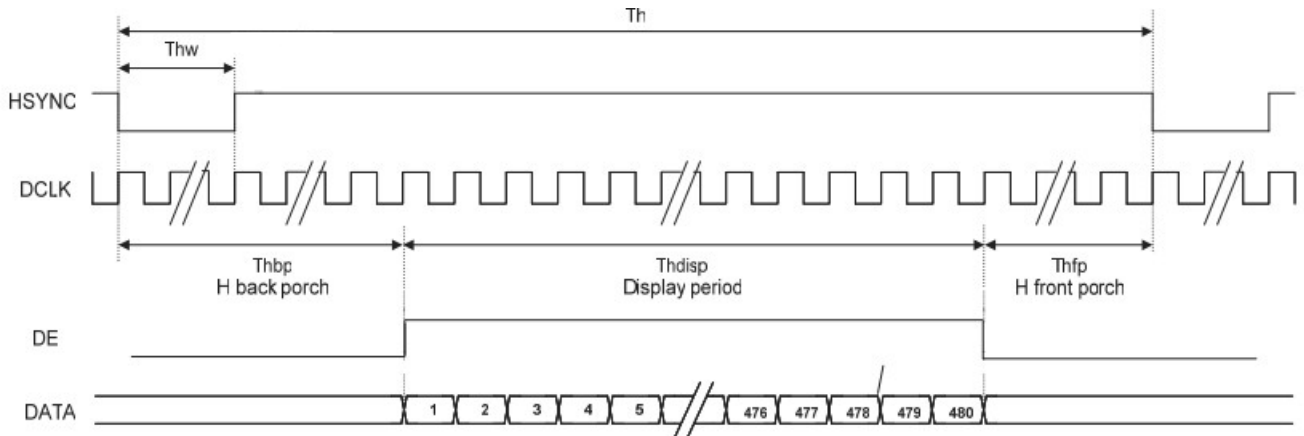 Th
Thw
HSYNC
DCLK
Thbp
H back porch
Thdisp
Display period
Thfp
H front porch
DE
DATA
1 2 3 4 5 476 477 478 479 480